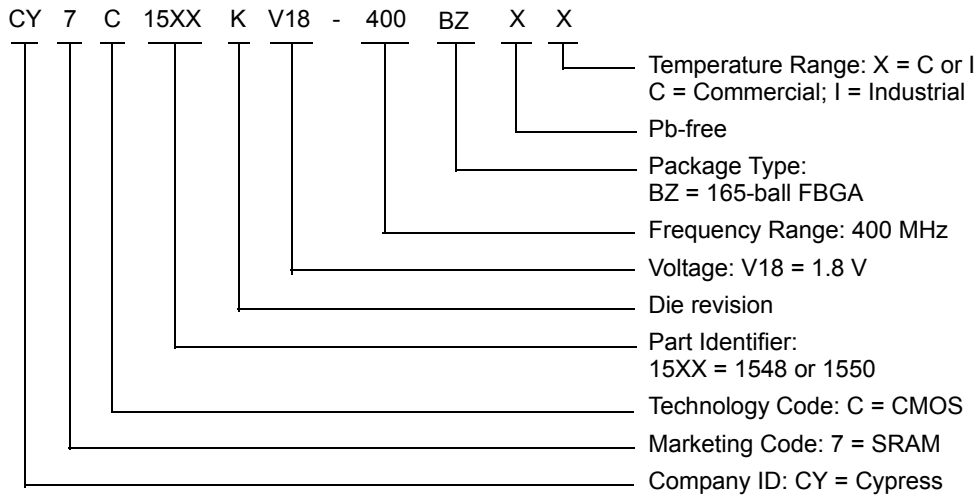 CY 7 C 15XX K V18 - 400 BZ X X
Temperature Range: X = C or I
C = Commercial; I = Industrial
Pb-free
Package Type:
BZ = 165-ball FBGA
Frequency Range: 400 MHz
Voltage: V18 = 1.8 V
Die revision
Part Identifier:
15XX = 1548 or 1550
Technology Code: C = CMOS
Marketing Code: 7 = SRAM
Company ID: CY = Cypress